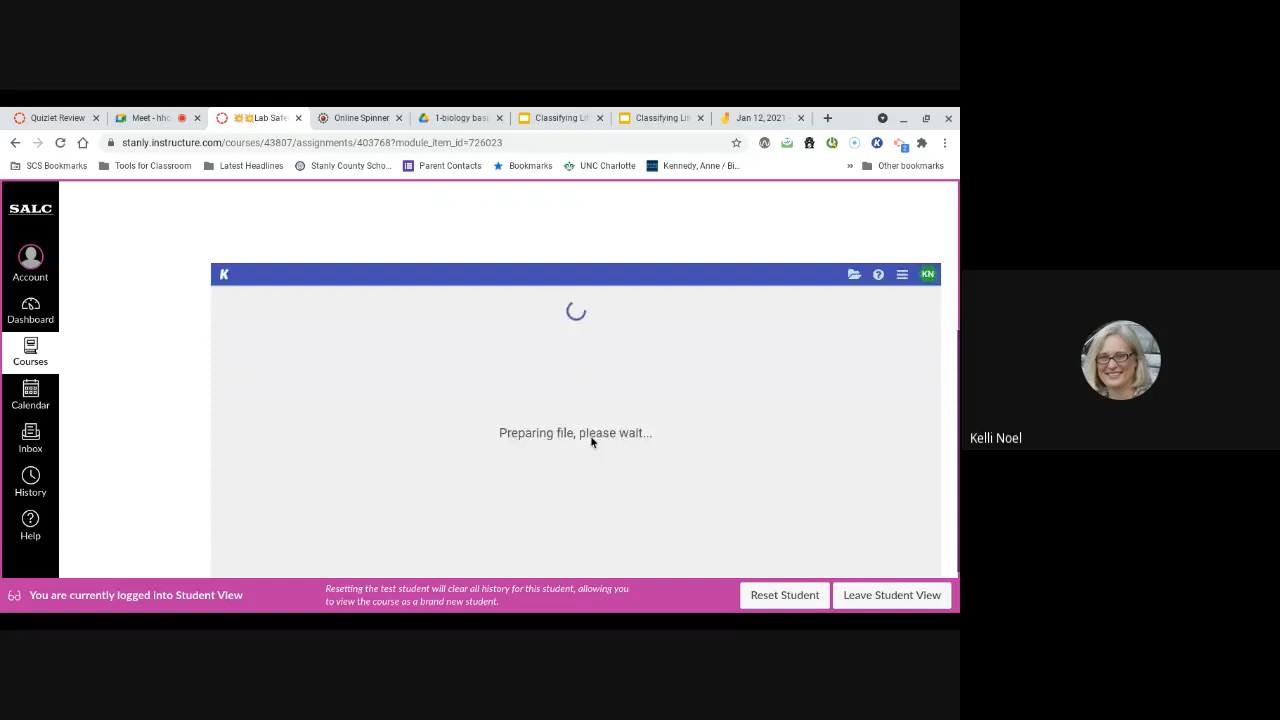 Quizlet Review
Meet - hho
Lab Safe
Online Spinner
1-biology basi
Classifying Li
Classifying Lif
Jan 12, 2021 -
stanly.instructure.com/courses/43807/assignments/403768?module_item_id=726023
SCS Bookmarks
Tools for Classroom
Latest Headlines
Stanly County Scho...
Parent Contacts
Bookmarks
UNC Charlotte
Kennedy, Anne / Bi...
»
Other bookmarks
SALC
Account
Dashboard
Courses
Calendar
Inbox
History
Help
K
KN
Preparing file, please wait...
Kelli Noel
You are currently logged into Student View
Resetting the test student will clear all history for this student, allowing you
to view the course as a brand new student.
Reset Student
Leave Student View